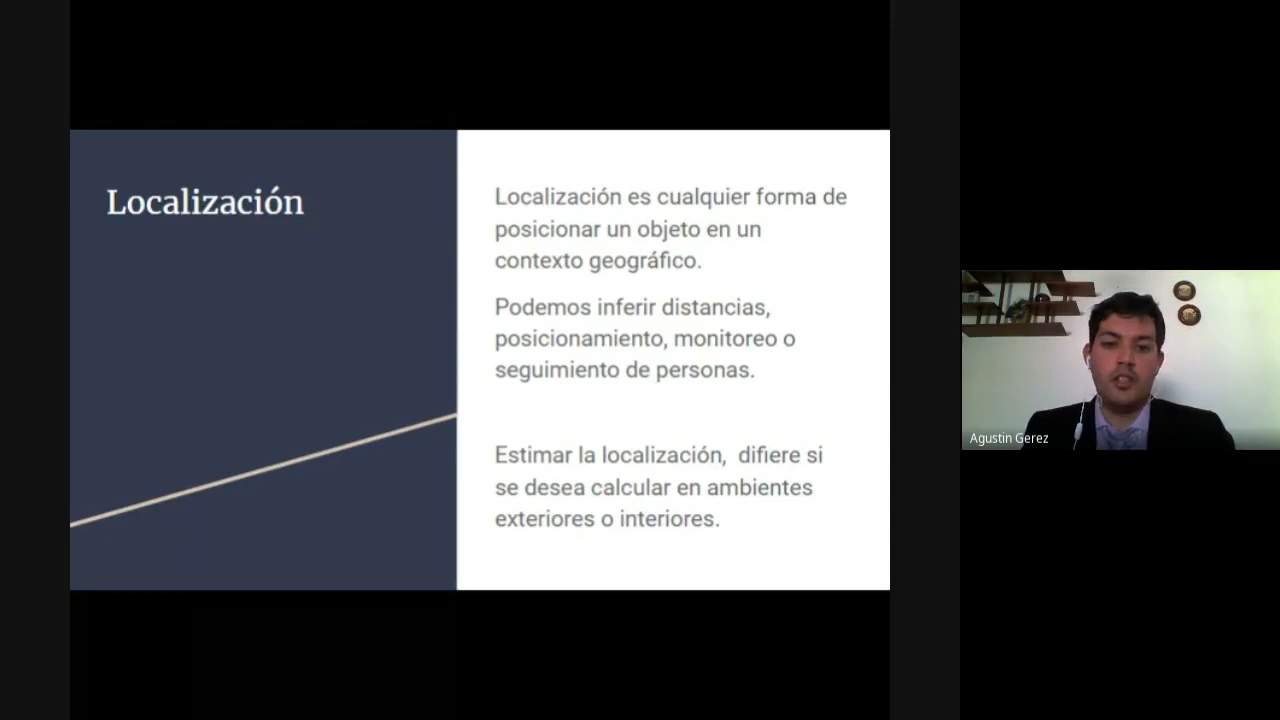 Localización
Localización es cualquier forma de
posicionar un objeto en un
contexto geográfico.
Podemos inferir distancias,
posicionamiento, monitoreo o
seguimiento de personas.
Estimar la localización,  difiere si
se desea calcular en ambientes
exteriores o interiores.
Agustin Gerez